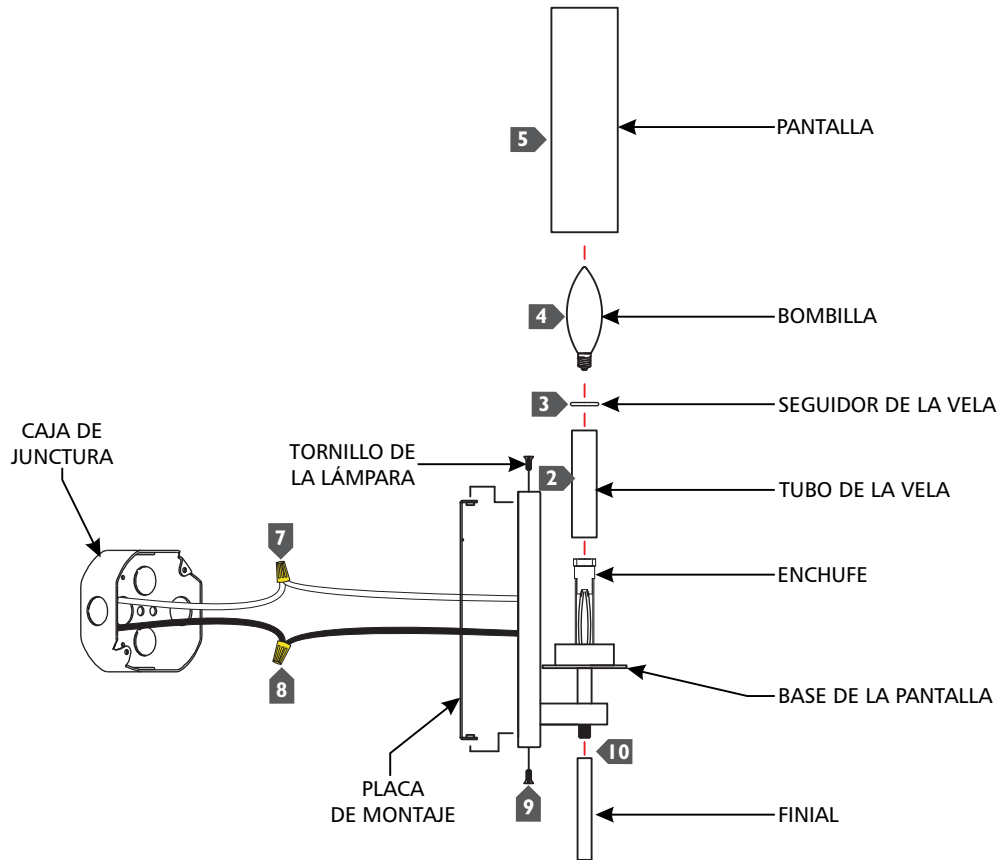 5
PANTALLA
4
BOMBILLA
3
SEGUIDOR DE LA VELA
CAJA DE
JUNCTURA
TORNILLO DE
LA LÁMPARA
2
TUBO DE LA VELA
7
ENCHUFE
8
BASE DE LA PANTALLA
10
PLACA
DE MONTAJE
9
FINIAL